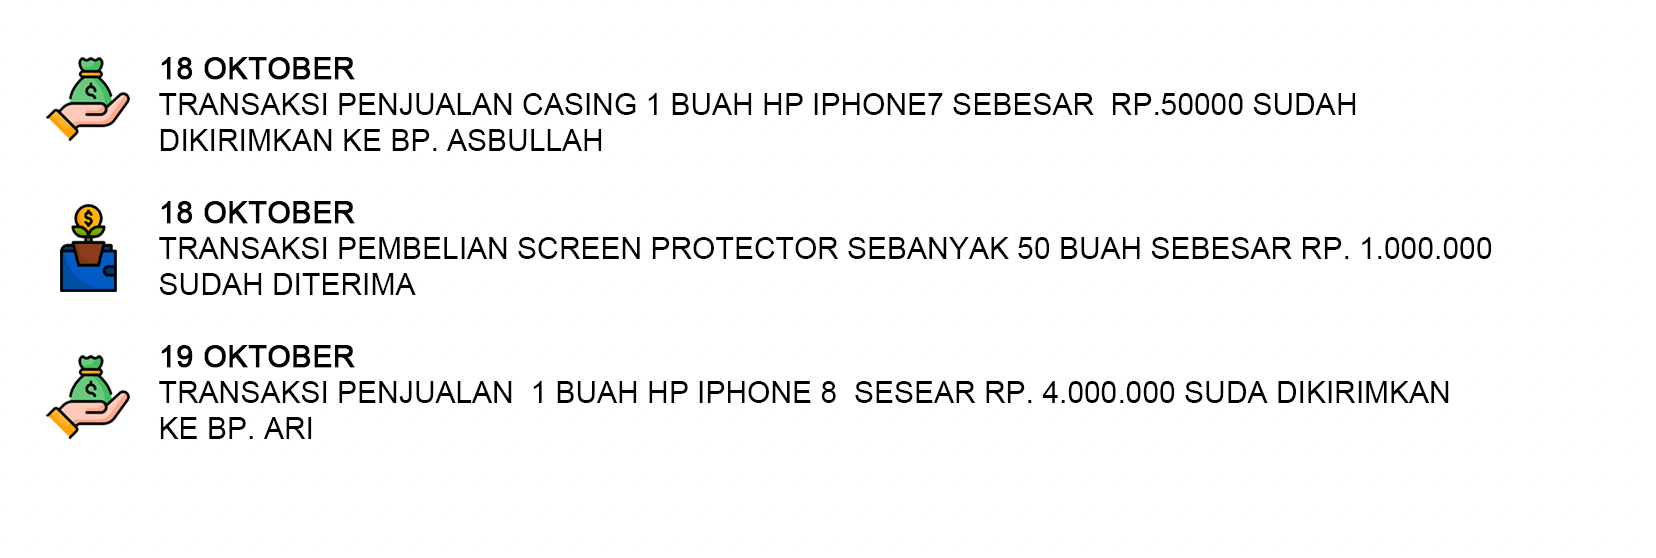 18 OKTOBER
TRANSAKSI PENJUALAN CASING 1 BUAH HP IPHONE7 SEBESAR  RP.50000 SUDAH
DIKIRIMKAN KE BP. ASBULLAH
18 OKTOBER
TRANSAKSI PEMBELIAN SCREEN PROTECTOR SEBANYAK 50 BUAH SEBESAR RP. 1.000.000
SUDAH DITERIMA
19 OKTOBER
TRANSAKSI PENJUALAN  1 BUAH HP IPHONE 8  SESEAR RP. 4.000.000 SUDA DIKIRIMKAN
KE BP. ARI